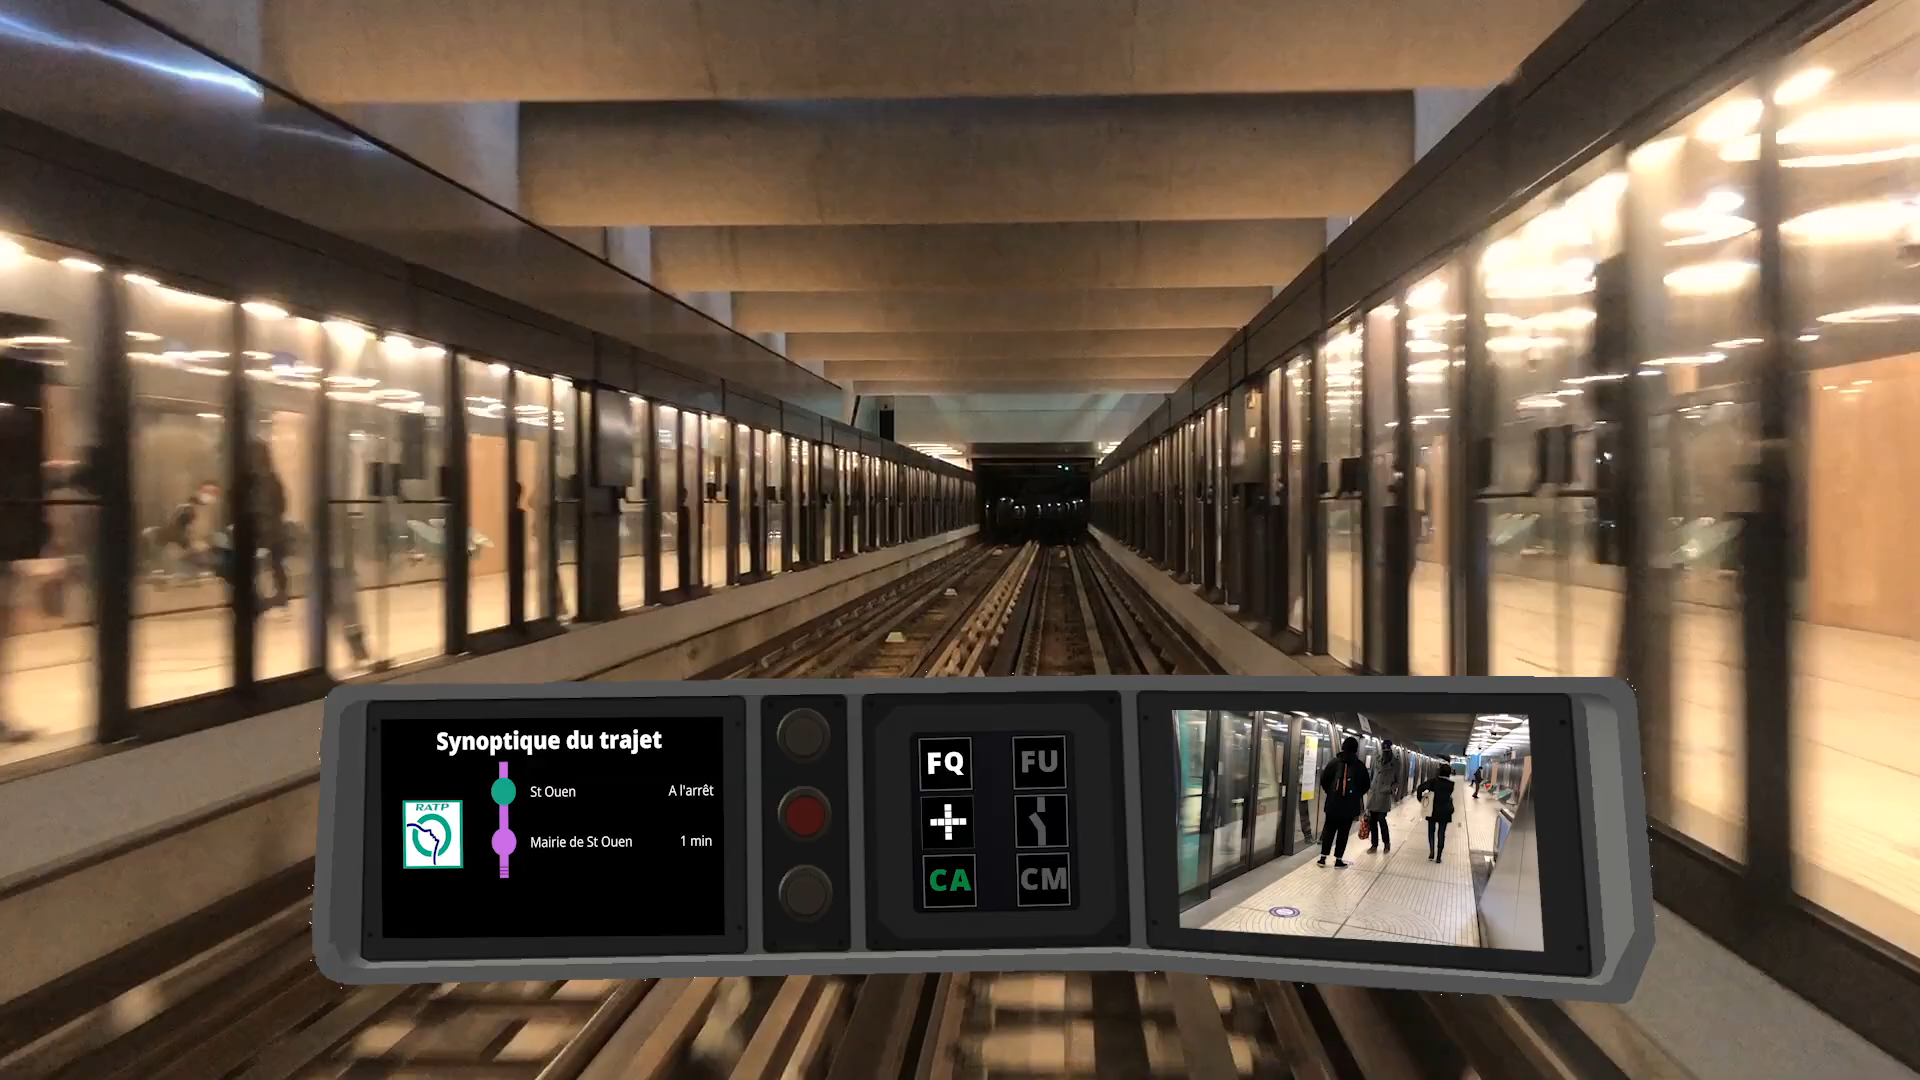 Synoptique du trajet
RATP
St Ouen A l'arrêt
Mairie de St Ouen 1 min
FQ FU
CA CM